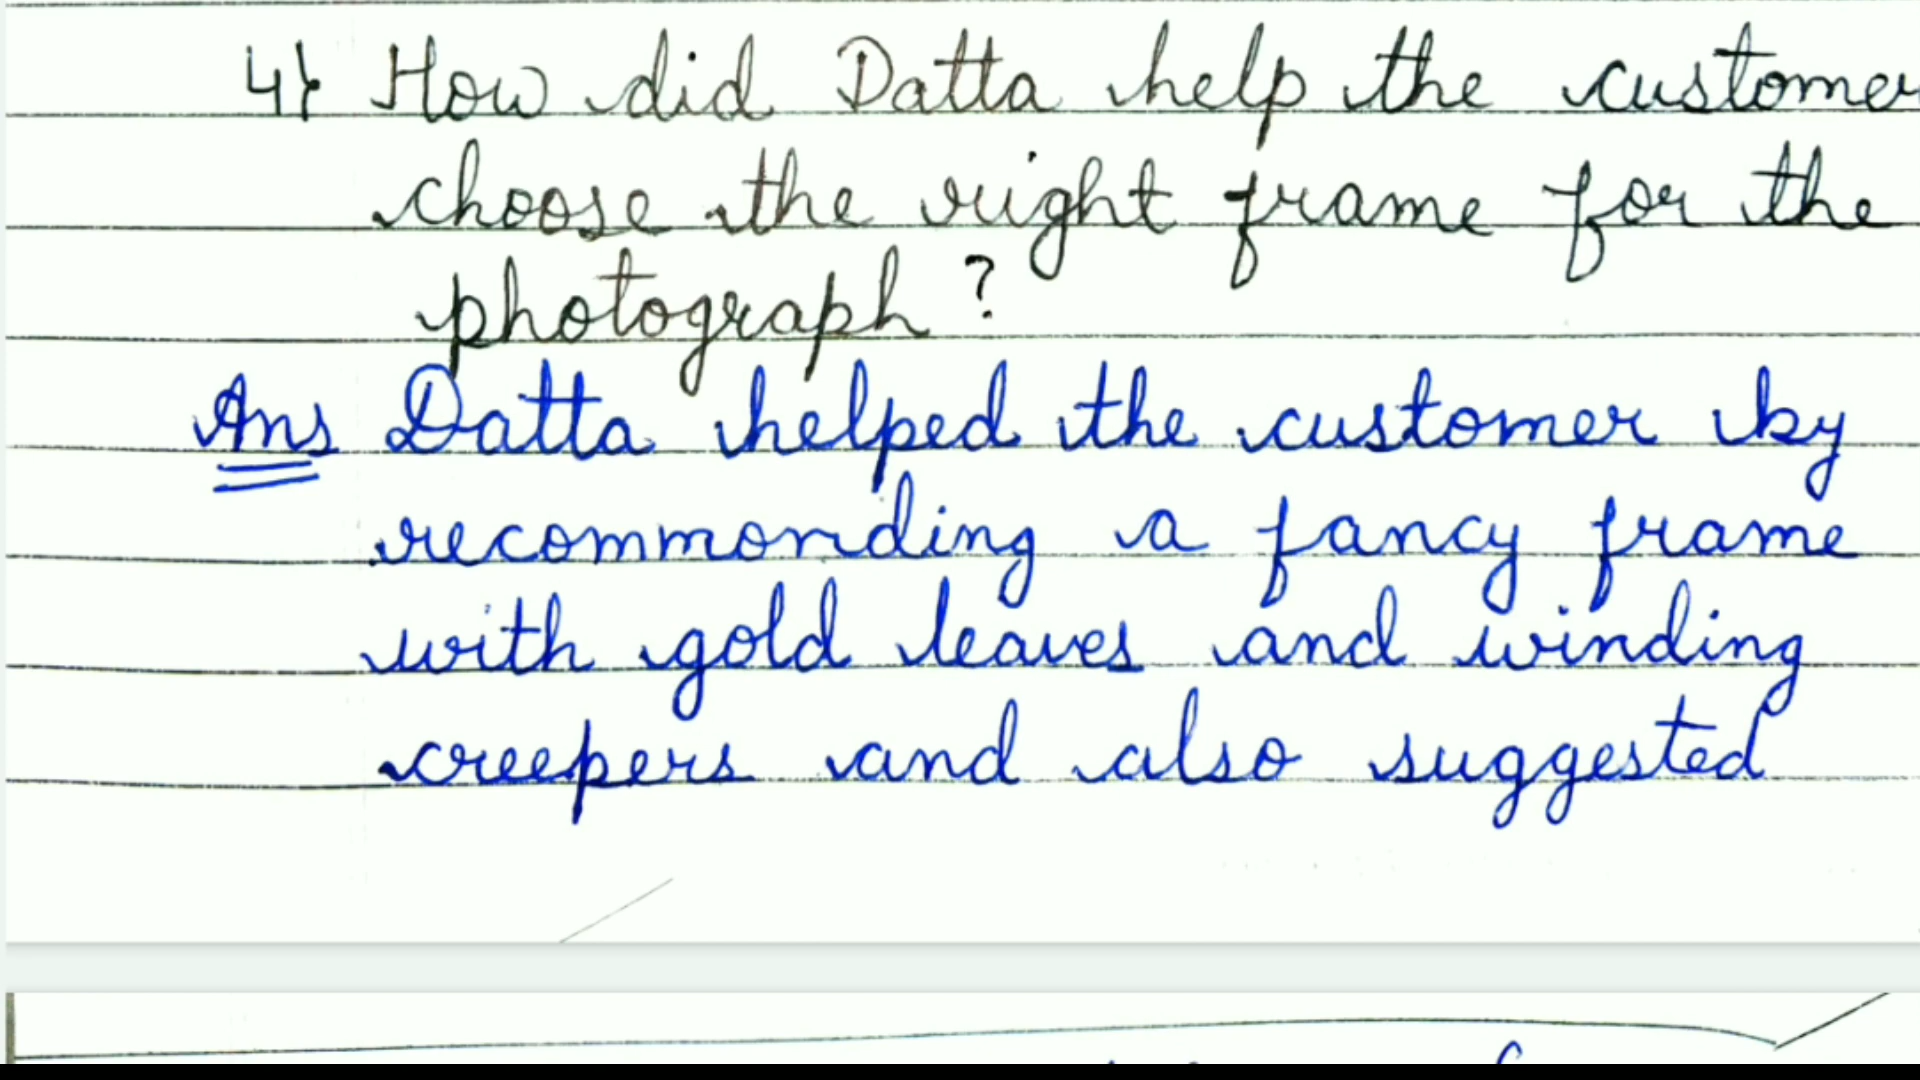 4) How did Datta help the customer
choose the right frame for the
photograph?
Ans Datta helped the customer by
recommonding a fancy frame
with gold leaves and winding
creepers and also suggested